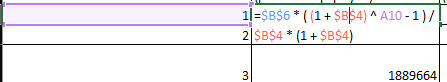 1 =$B$6 * ( (1 + $B$4) ^ A10 - 1 ) /
2 $B$4 * (1 + $B$4)
3 1889664